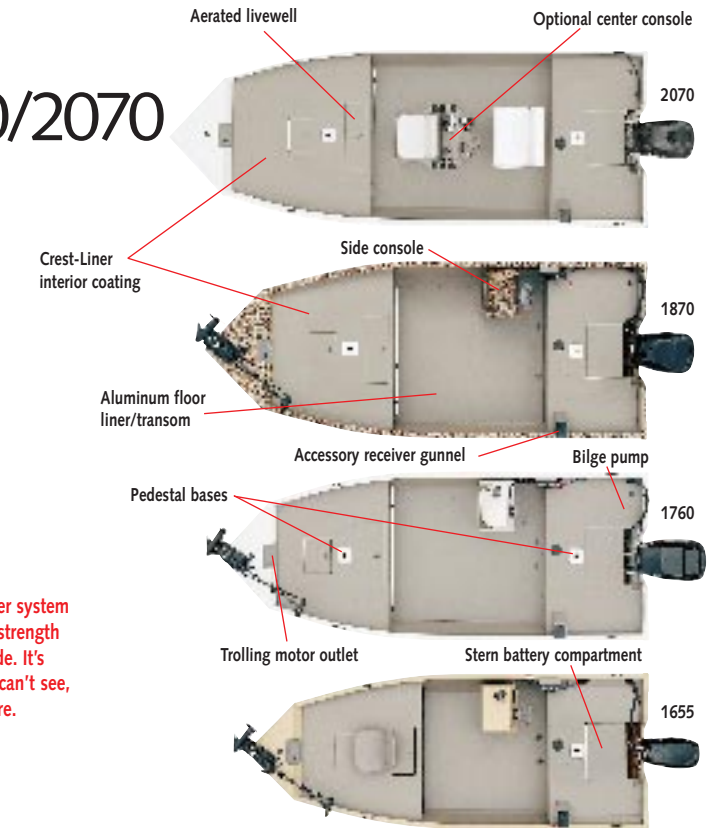 Aerated livewell
Optional center console
2070
0/2070
Crest-Liner
interior coating
Side console
1870
Aluminum floor
liner/transom
Accessory receiver gunnel
Bilge pump
Pedestal bases
1760
er system
strength
de. It's
can't see,
re.
Trolling motor outlet
Stern battery compartment
1655